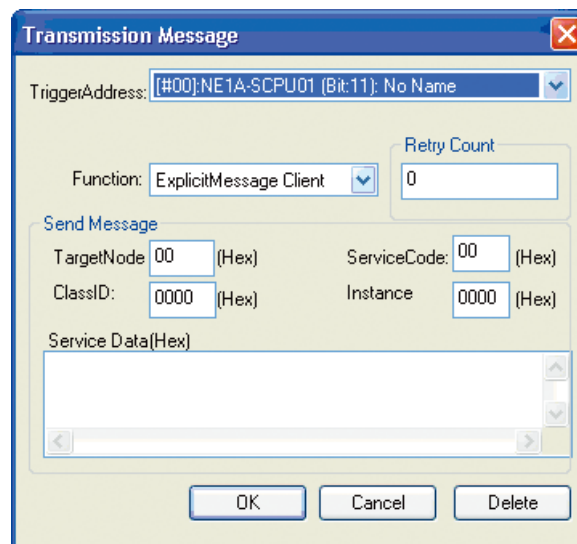 Transmission Message
TriggerAddress: [#00]:NE1A-SCPU01 (Bit:11): No Name
Retry Count
Function: ExplicitMessage Client 0
Send Message
TargetNode 00 (Hex) ServiceCode: 00 (Hex)
ClassID: 0000 (Hex) Instance 0000 (Hex)
Service Data(Hex)
OK Cancel Delete